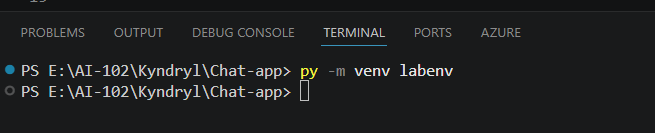 PROBLEMS OUTPUT DEBUG CONSOLE TERMINAL PORTS AZURE
PS E:\AI-102\Kyndryl\Chat-app> py -m venv labenv
PS E:\AI-102\Kyndryl\Chat-app>